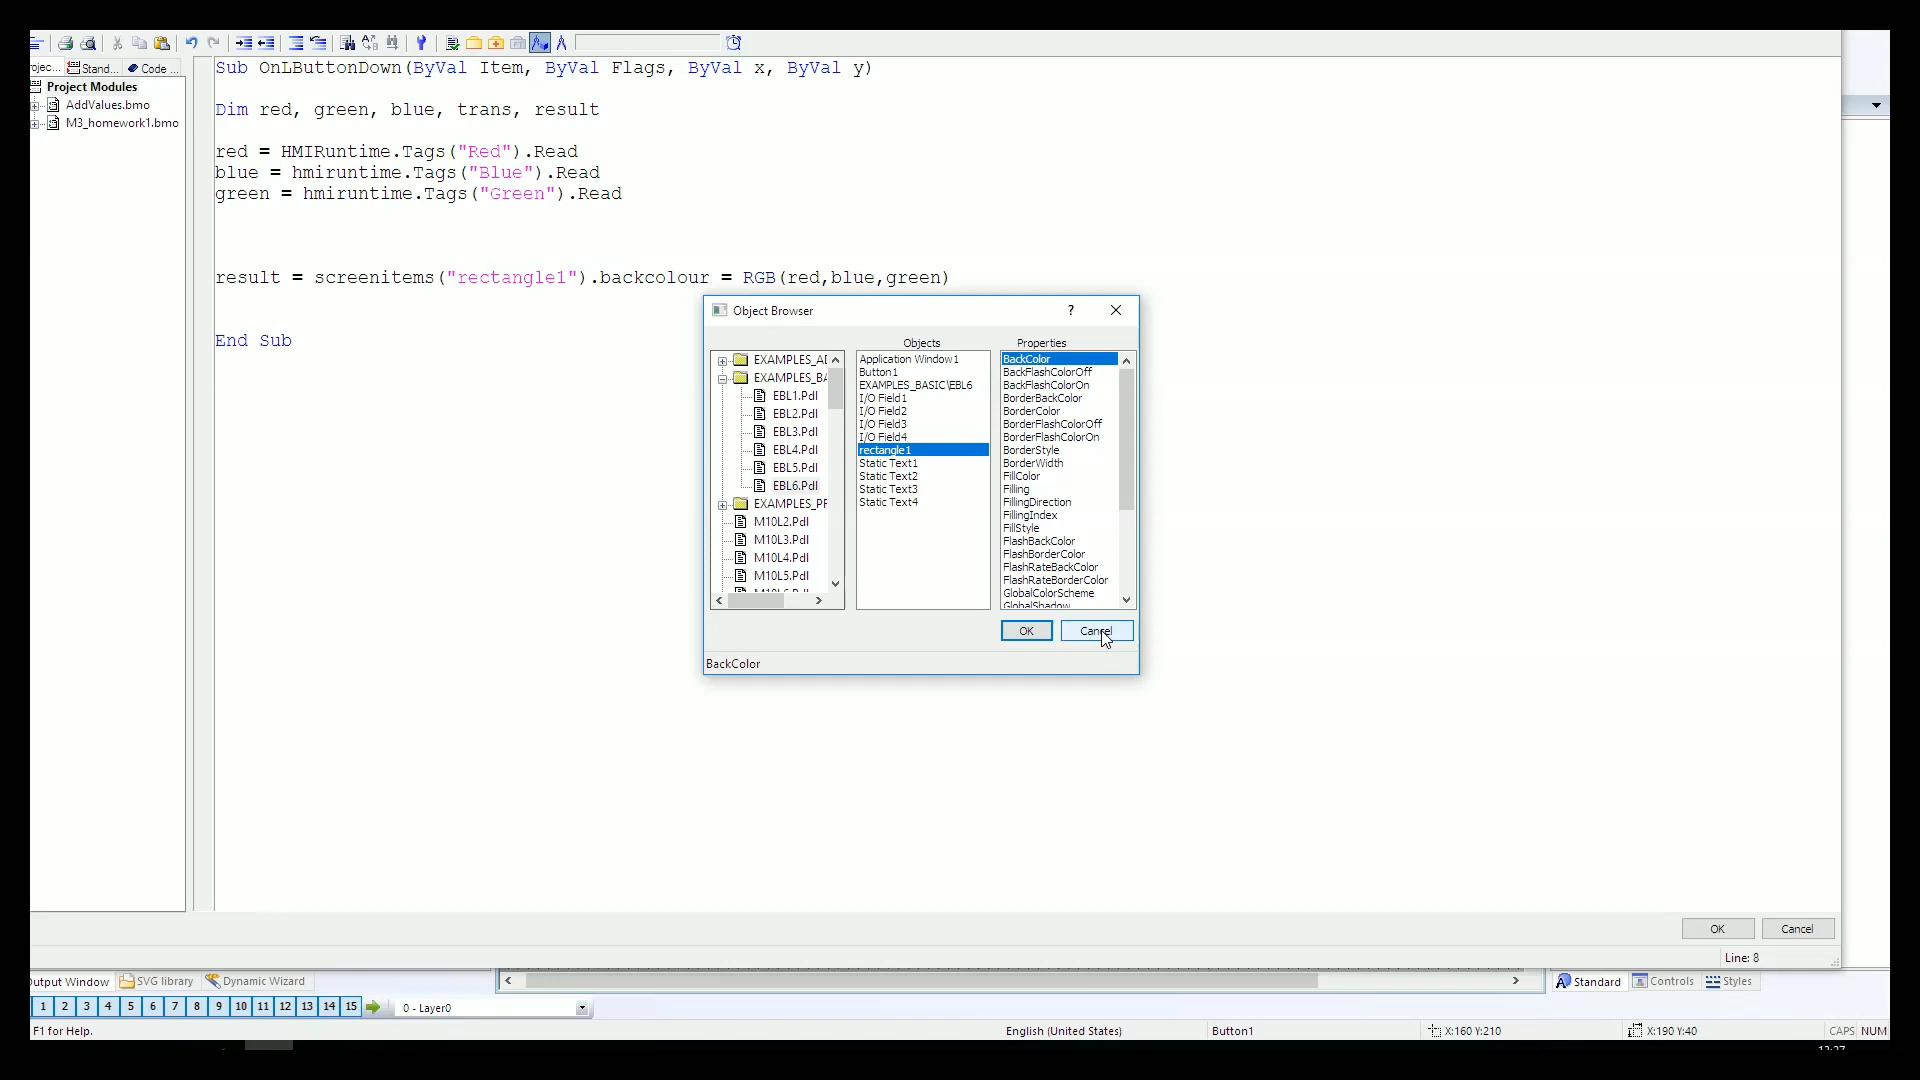 rojec...
Stand...
Code ...
Project Modules
AddValues.bmo
M3_homework1.bmo
Sub OnLButtonDown(ByVal Item, ByVal Flags, ByVal x, ByVal y)
Dim red, green, blue, trans, result
red = HMIRuntime.Tags("Red").Read
blue = hmiruntime.Tags("Blue").Read
green = hmiruntime.Tags("Green").Read
result = screenitems("rectangle1").backcolour = RGB(red,blue,green)
End Sub
Object Browser
?
Objects
Properties
EXAMPLES_AI
EXAMPLES_BA
EBL1.Pdl
EBL2.Pdl
EBL3.Pdl
EBL4.Pdl
EBL5.Pdl
EBL6.Pdl
EXAMPLES_PF
M10L2.Pdl
M10L3.Pdl
M10L4.Pdl
M10L5.Pdl
Application Window1
Button1
EXAMPLES_BASIC\EBL6
I/O Field1
I/O Field2
I/O Field3
I/O Field4
rectangle1
Static Text1
Static Text2
Static Text3
Static Text4
BackColor
BackFlashColorOff
BackFlashColorOn
BorderBackColor
BorderColor
BorderFlashColorOff
BorderFlashColorOn
BorderStyle
BorderWidth
FillColor
Filling
FillingDirection
FillingIndex
FillStyle
FlashBackColor
FlashBorderColor
FlashRateBackColor
FlashRateBorderColor
GlobalColorScheme
GlobalShadow
OK
Cancel
BackColor
OK
Cancel
Line: 8
utput Window
SVG library
Dynamic Wizard
Standard
Controls
Styles
1 2 3 4 5 6 7 8 9 10 11 12 13 14 15
0 - Layer0
F1 for Help.
English (United States)
Button1
X:160 Y:210
X:190 Y:40
CAPS NUM